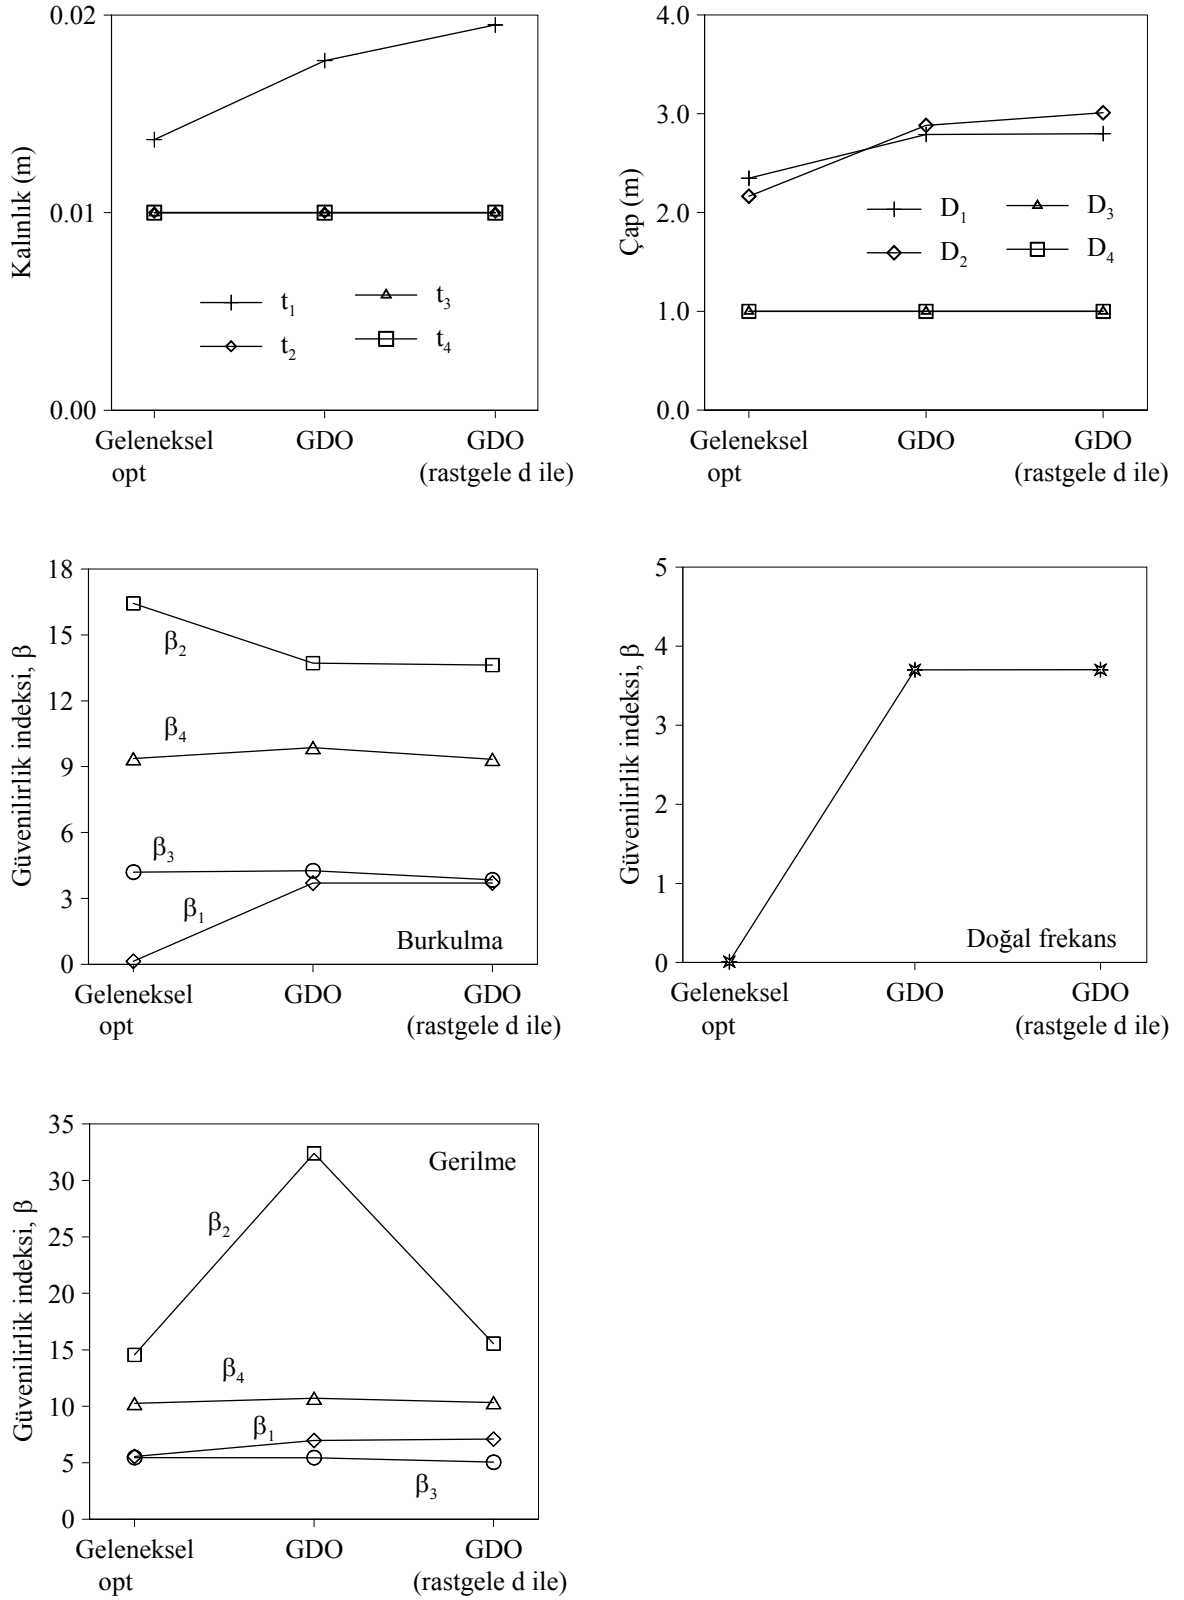 0.02
0.01
0.00
Kalınlık (m)
t₁
t₂
t₃
t₄
Geleneksel
opt
GDO
GDO
(rastgele d ile)
4.0
3.0
2.0
1.0
0.0
Çap (m)
D₁
D₂
D₃
D₄
Geleneksel
opt
GDO
GDO
(rastgele d ile)
18
15
12
9
6
3
0
Güvenilirlik indeksi, β
β₂
β₄
β₃
β₁
Burkulma
Geleneksel
opt
GDO
GDO
(rastgele d ile)
5
4
3
2
1
0
Güvenilirlik indeksi, β
Doğal frekans
Geleneksel
opt
GDO
GDO
(rastgele d ile)
35
30
25
20
15
10
5
0
Güvenilirlik indeksi, β
Gerilme
β₂
β₄
β₁
β₃
Geleneksel
opt
GDO
GDO
(rastgele d ile)